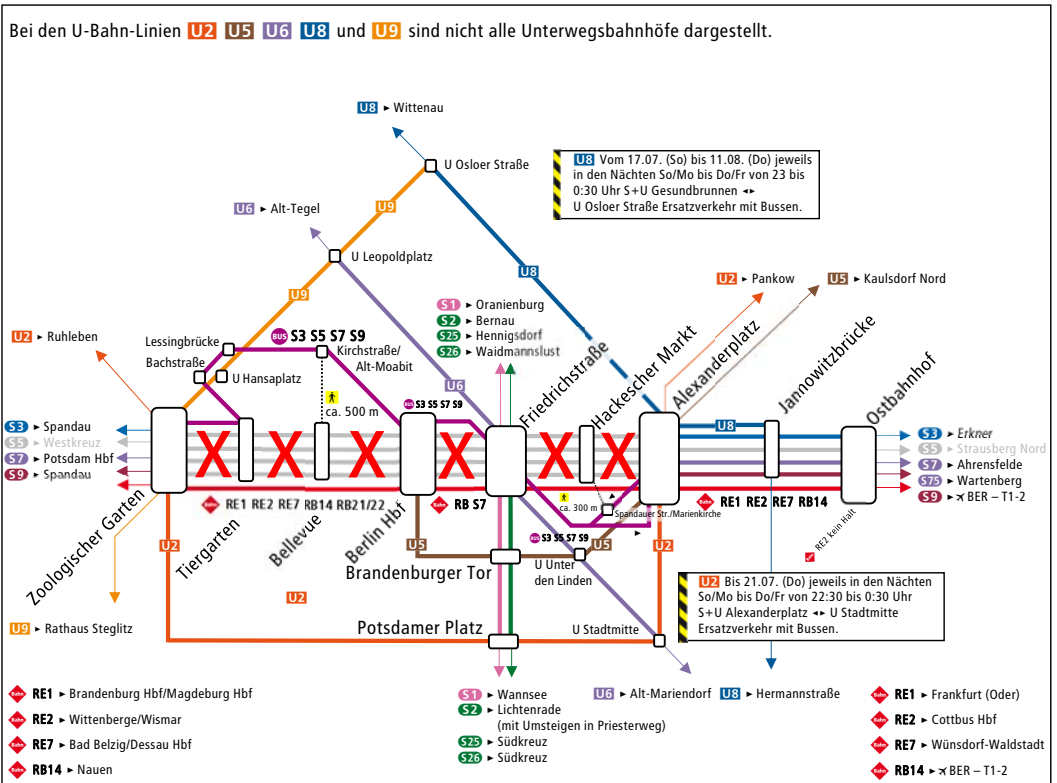 Bei den U-Bahn-Linien U2 U5 U6 U8 und U9 sind nicht alle Unterwegsbahnhöfe dargestellt.
U8 ► Wittenau
U Osloer Straße
U8 Vom 17.07. (So) bis 11.08. (Do) jeweils
in den Nächten So/Mo bis Do/Fr von 23 bis
0:30 Uhr S+U Gesundbrunnen ◄►
U Osloer Straße Ersatzverkehr mit Bussen.
U9
U6 ► Alt-Tegel
U Leopoldplatz
U8
U2 ► Pankow
U5 ► Kaulsdorf Nord
U9
S1 ► Oranienburg
S2 ► Bernau
S25 ► Hennigsdorf
S26 ► Waidmannslust
U2 ► Ruhleben
Lessingbrücke
BUS S3 S5 S7 S9
Kirchstraße/
Alt-Moabit
Bachstraße
U Hansaplatz
U6
ca. 500 m
BUS S3 S5 S7 S9
Friedrichstraße
Hackescher Markt
Alexanderplatz
Jannowitzbrücke
Ostbahnhof
U8
S3 ► Spandau
S5 ► Westkreuz
S7 ► Potsdam Hbf
S9 ► Spandau
X X X X X X
S3 ► Erkner
S5 ► Strausberg Nord
S7 ► Ahrensfelde
S75 ► Wartenberg
S9 ► BER – T1-2
Bahn RE1 RE2 RE7 RB14 RB21/22
Bahn RB S7
ca. 300 m
Spandauer Str./Marienkirche
Bahn RE1 RE2 RE7 RB14
RE2 kein Halt
Zoologischer Garten
Tiergarten
Bellevue
Berlin Hbf
U2
U5
BUS S3 S5 S7 S9
U5
U2
Brandenburger Tor
U Unter
den Linden
U2
U2 Bis 21.07. (Do) jeweils in den Nächten
So/Mo bis Do/Fr von 22:30 bis 0:30 Uhr
S+U Alexanderplatz ◄► U Stadtmitte
Ersatzverkehr mit Bussen.
U9 ► Rathaus Steglitz
Potsdamer Platz
U Stadtmitte
Bahn RE1 ► Brandenburg Hbf/Magdeburg Hbf
Bahn RE2 ► Wittenberge/Wismar
Bahn RE7 ► Bad Belzig/Dessau Hbf
Bahn RB14 ► Nauen
S1 ► Wannsee
S2 ► Lichtenrade
(mit Umsteigen in Priesterweg)
S25 ► Südkreuz
S26 ► Südkreuz
U6 ► Alt-Mariendorf
U8 ► Hermannstraße
Bahn RE1 ► Frankfurt (Oder)
Bahn RE2 ► Cottbus Hbf
Bahn RE7 ► Wünsdorf-Waldstadt
Bahn RB14 ► BER – T1-2